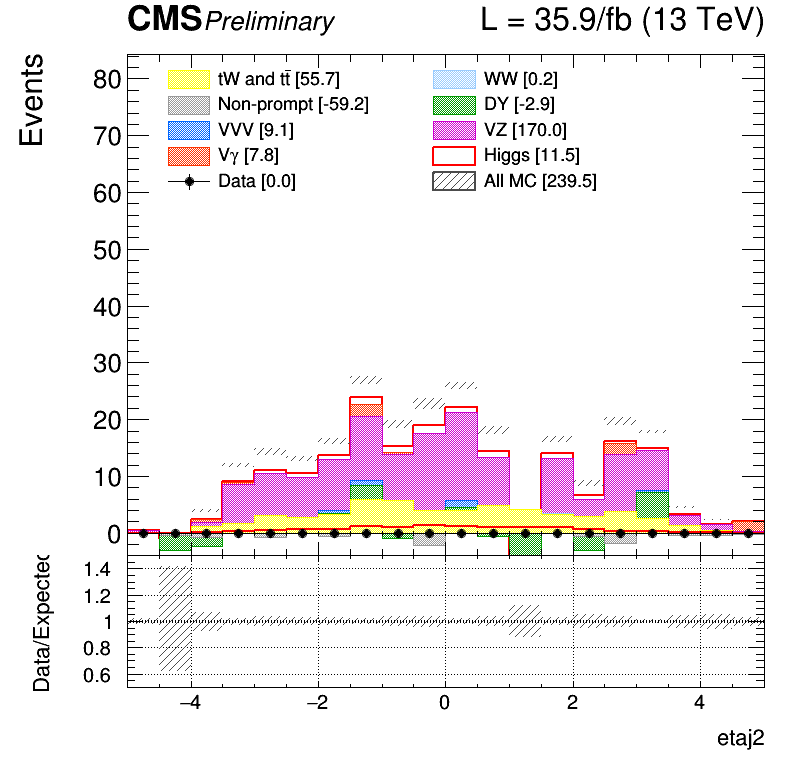 CMS Preliminary L = 35.9/fb (13 TeV)
Events
80
70
60
50
40
30
20
10
0
tW and tt̄ [55.7]
WW [0.2]
Non-prompt [-59.2]
DY [-2.9]
VVV [9.1]
VZ [170.0]
Vγ [7.8]
Higgs [11.5]
Data [0.0]
All MC [239.5]
Data/Expected
1.4
1.2
1
0.8
0.6
−4 −2 0 2 4
etaj2